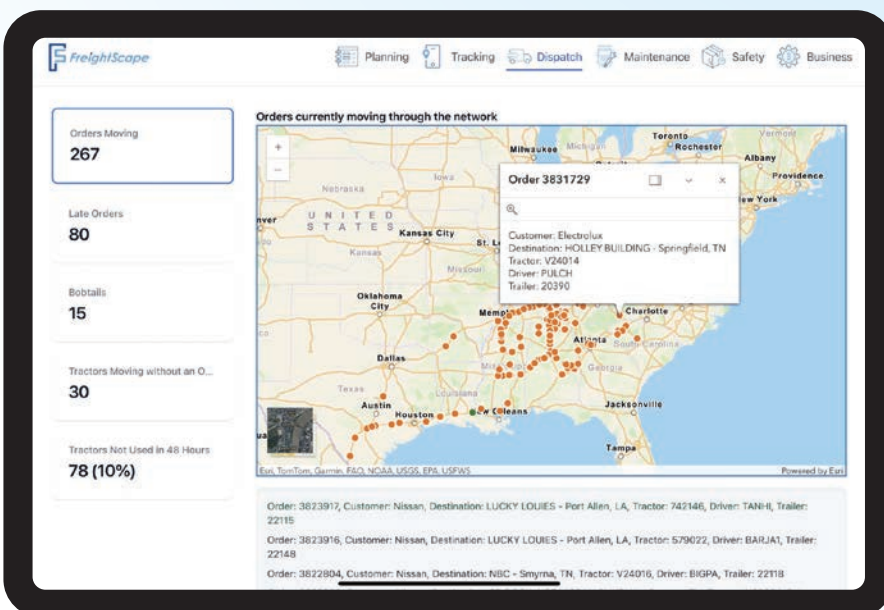 FreightScape
Planning
Tracking
Dispatch
Maintenance
Safety
Business
Orders Moving
267
Late Orders
80
Bobtails
15
Tractors Moving without an O...
30
Tractors Not Used in 48 Hours
78 (10%)
Orders currently moving through the network
+
−
Toronto
Vermont
Milwaukee
Michigan
Rochester
Albany
Iowa
Providence
Nebraska
New York
UNITED
STATES
Kansas City
Kansas
Missouri
Oklahoma
City
Charlotte
Atlanta
South Carolina
Dallas
Georgia
Texas
Louisiana
Austin
Houston
New Orleans
Jacksonville
Tampa
Order 3831729
Customer: Electrolux
Destination: HOLLEY BUILDING - Springfield, TN
Tractor: V24014
Driver: PULCH
Trailer: 20390
Esri, TomTom, Garmin, FAO, NOAA, USGS, EPA, USFWS
Powered by Esri
Order: 3823917, Customer: Nissan, Destination: LUCKY LOUIES - Port Allen, LA, Tractor: 742146, Driver: TANHI, Trailer:
22115
Order: 3823916, Customer: Nissan, Destination: LUCKY LOUIES - Port Allen, LA, Tractor: 579022, Driver: BARJA1, Trailer:
22148
Order: 3822804, Customer: Nissan, Destination: NBC - Smyrna, TN, Tractor: V24016, Driver: BIGPA, Trailer: 22118